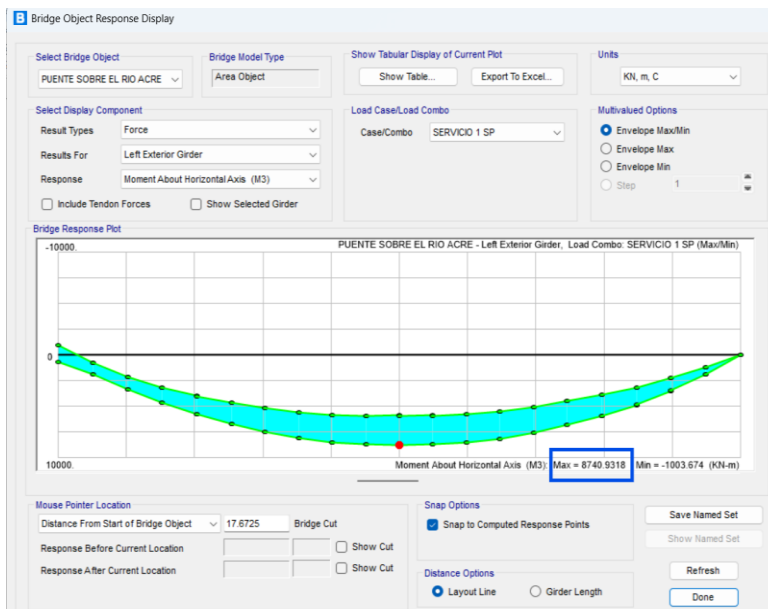 B Bridge Object Response Display
Select Bridge Object
PUENTE SOBRE EL RIO ACRE
Bridge Model Type
Area Object
Show Tabular Display of Current Plot
Show Table...
Export To Excel...
Units
KN, m, C
Select Display Component
Result Types
Force
Results For
Left Exterior Girder
Response
Moment About Horizontal Axis (M3)
Include Tendon Forces
Show Selected Girder
Load Case/Load Combo
Case/Combo
SERVICIO 1 SP
Multivalued Options
Envelope Max/Min
Envelope Max
Envelope Min
Step
1
Bridge Response Plot
-10000.
PUENTE SOBRE EL RIO ACRE - Left Exterior Girder, Load Combo: SERVICIO 1 SP (Max/Min)
0
10000.
Moment About Horizontal Axis (M3): Max = 8740.9318 Min = -1003.674 (KN-m)
Mouse Pointer Location
Distance From Start of Bridge Object
17.6725
Bridge Cut
Response Before Current Location
Show Cut
Response After Current Location
Show Cut
Snap Options
Snap to Computed Response Points
Distance Options
Layout Line
Girder Length
Save Named Set
Show Named Set
Refresh
Done